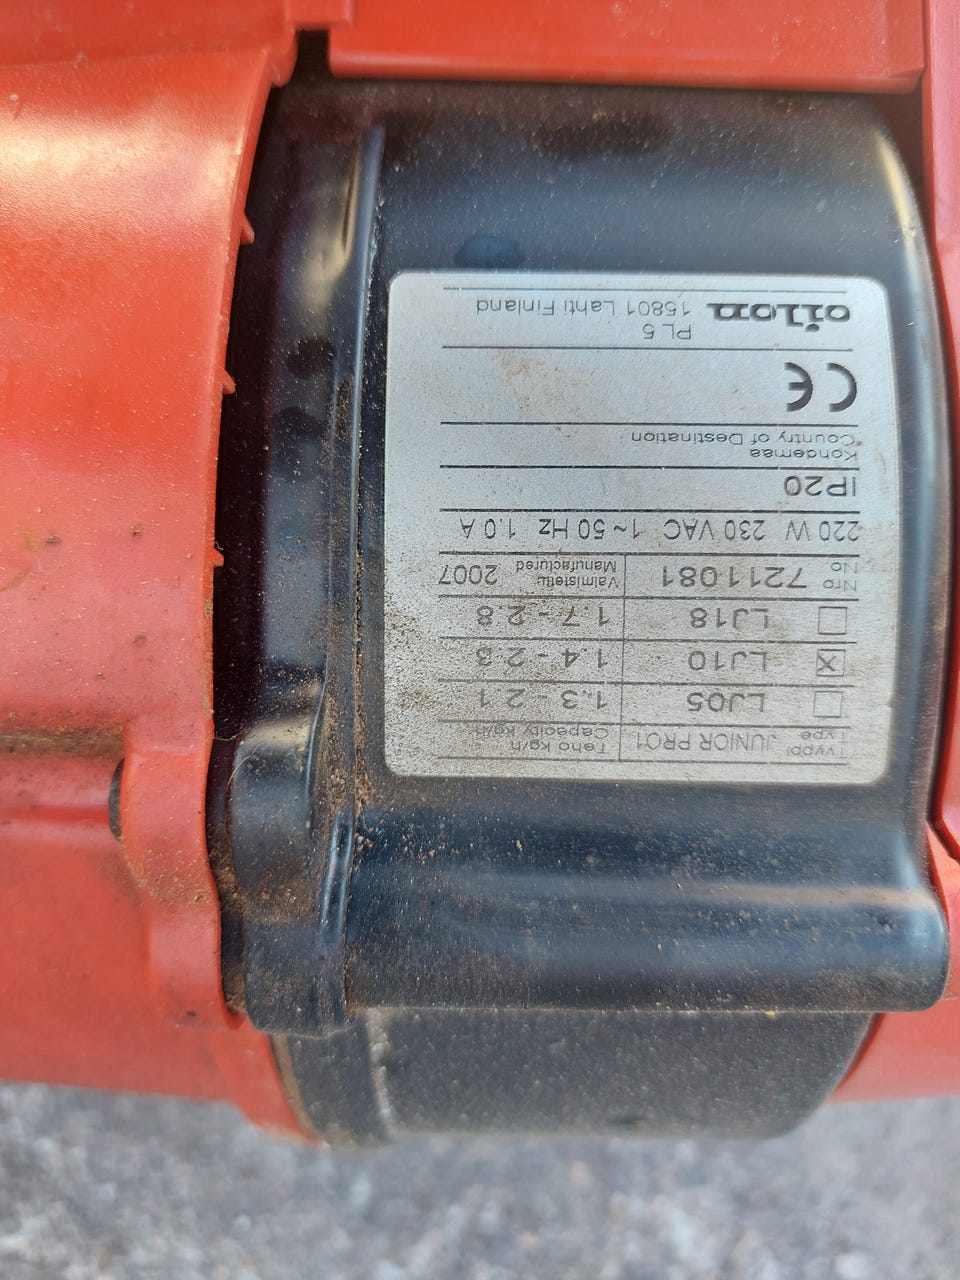 Tyyppi
Type JUNIOR PRO1 Teho kg/h
Capacity kg/h
LJ05 1.3 - 2.1
☒ LJ10 1.4 - 2.3
LJ18 1.7 - 2.8
Nro
No 7211081 Valmistettu
Manufactured 2007
220 W 230 VAC 1~ 50 Hz 1.0 A
IP20
Kohdemaa
Country of Destination
CE
oilon PL 5
15801 Lahti Finland